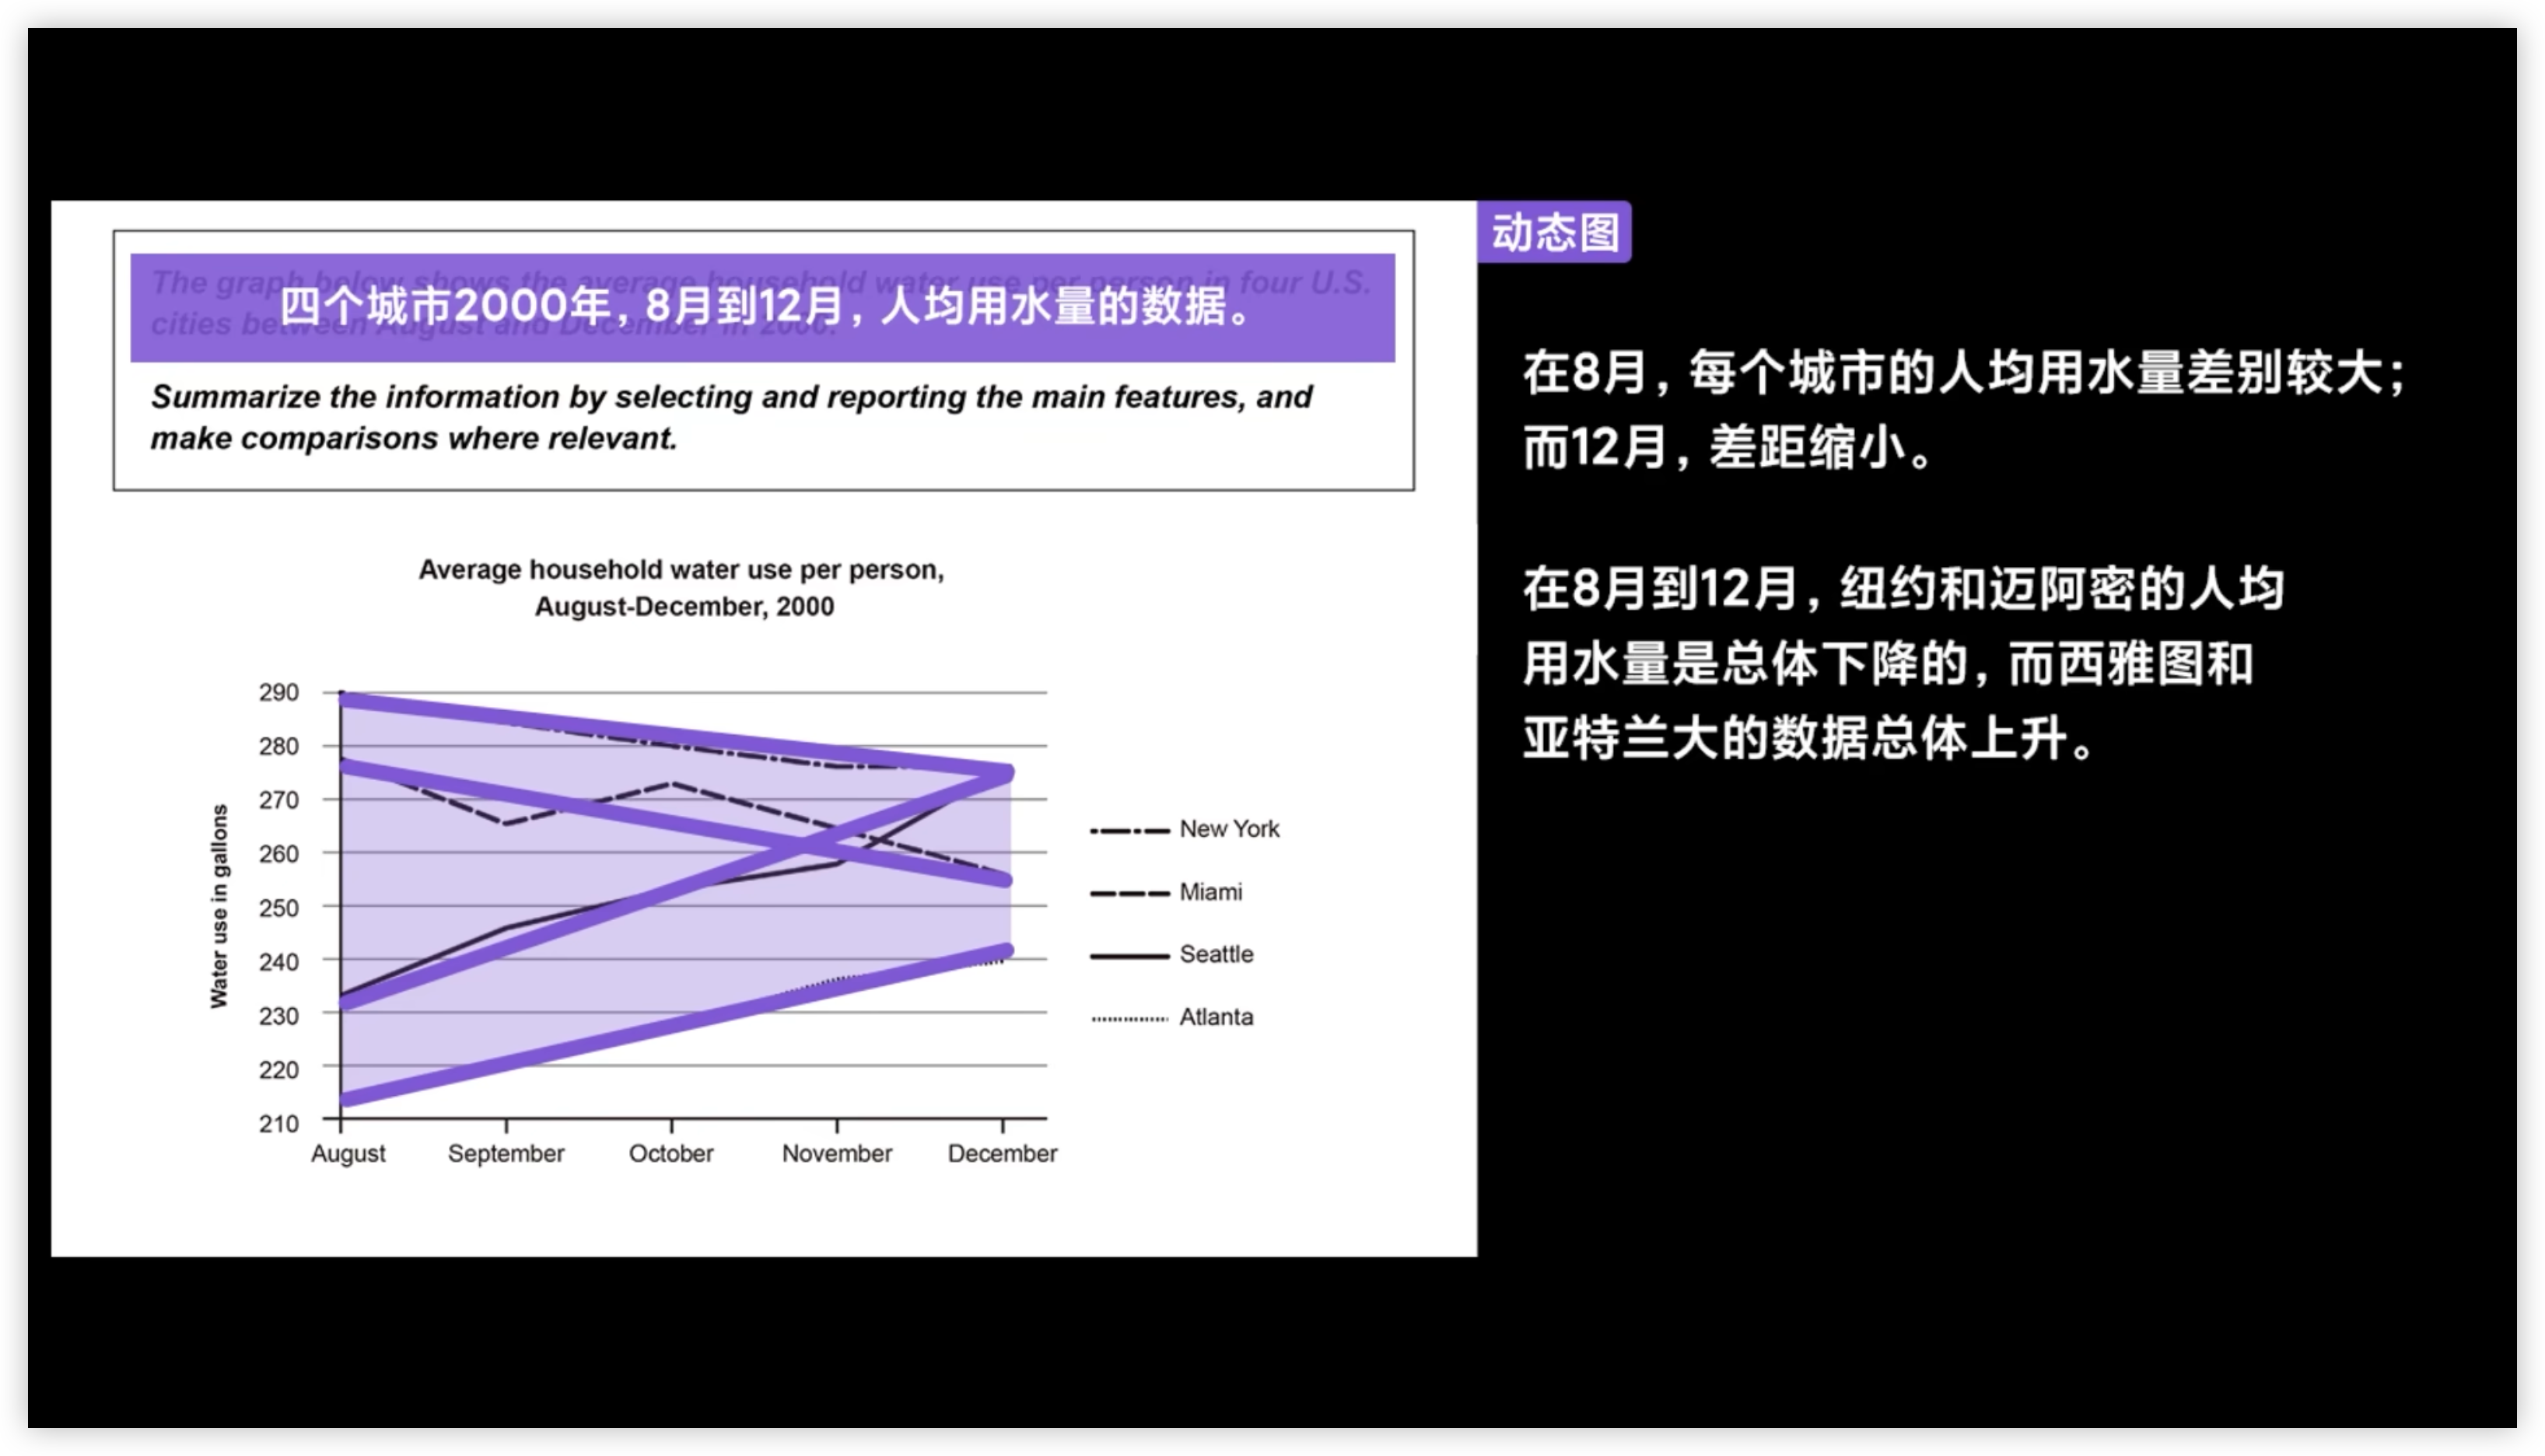 动态图
The graph below shows the average household water use per person in four U.S.
cities between August and December in 2000.
四个城市2000年，8月到12月，人均用水量的数据。
Summarize the information by selecting and reporting the main features, and
make comparisons where relevant.
在8月，每个城市的人均用水量差别较大；
而12月，差距缩小。
在8月到12月，纽约和迈阿密的人均
用水量是总体下降的，而西雅图和
亚特兰大的数据总体上升。
Average household water use per person,
August-December, 2000
Water use in gallons
290
280
270
260
250
240
230
220
210
August September October November December
New York
Miami
Seattle
Atlanta